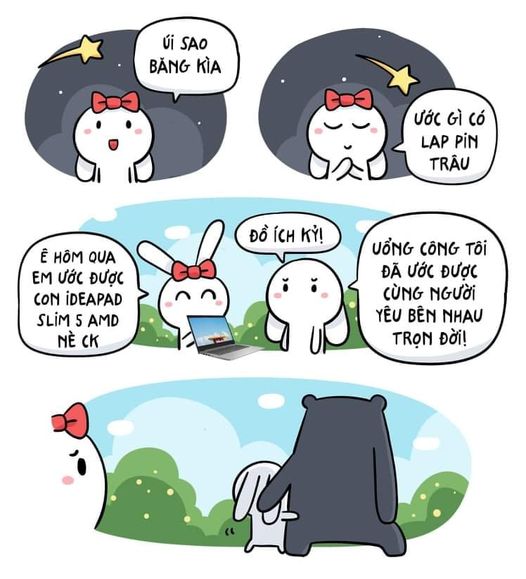 ÚI SAO
BĂNG KÌA
ƯỚC GÌ CÓ
LAP PIN
TRÂU
Ê HÔM QUA
EM ƯỚC ĐƯỢC
CON iDEAPAD
SLIM 5 AMD
NÈ CK
ĐỒ ÍCH KỶ!
UỔNG CÔNG TÔI
ĐÃ ƯỚC ĐƯỢC
CÙNG NGƯỜI
YÊU BÊN NHAU
TRỌN ĐỜI!